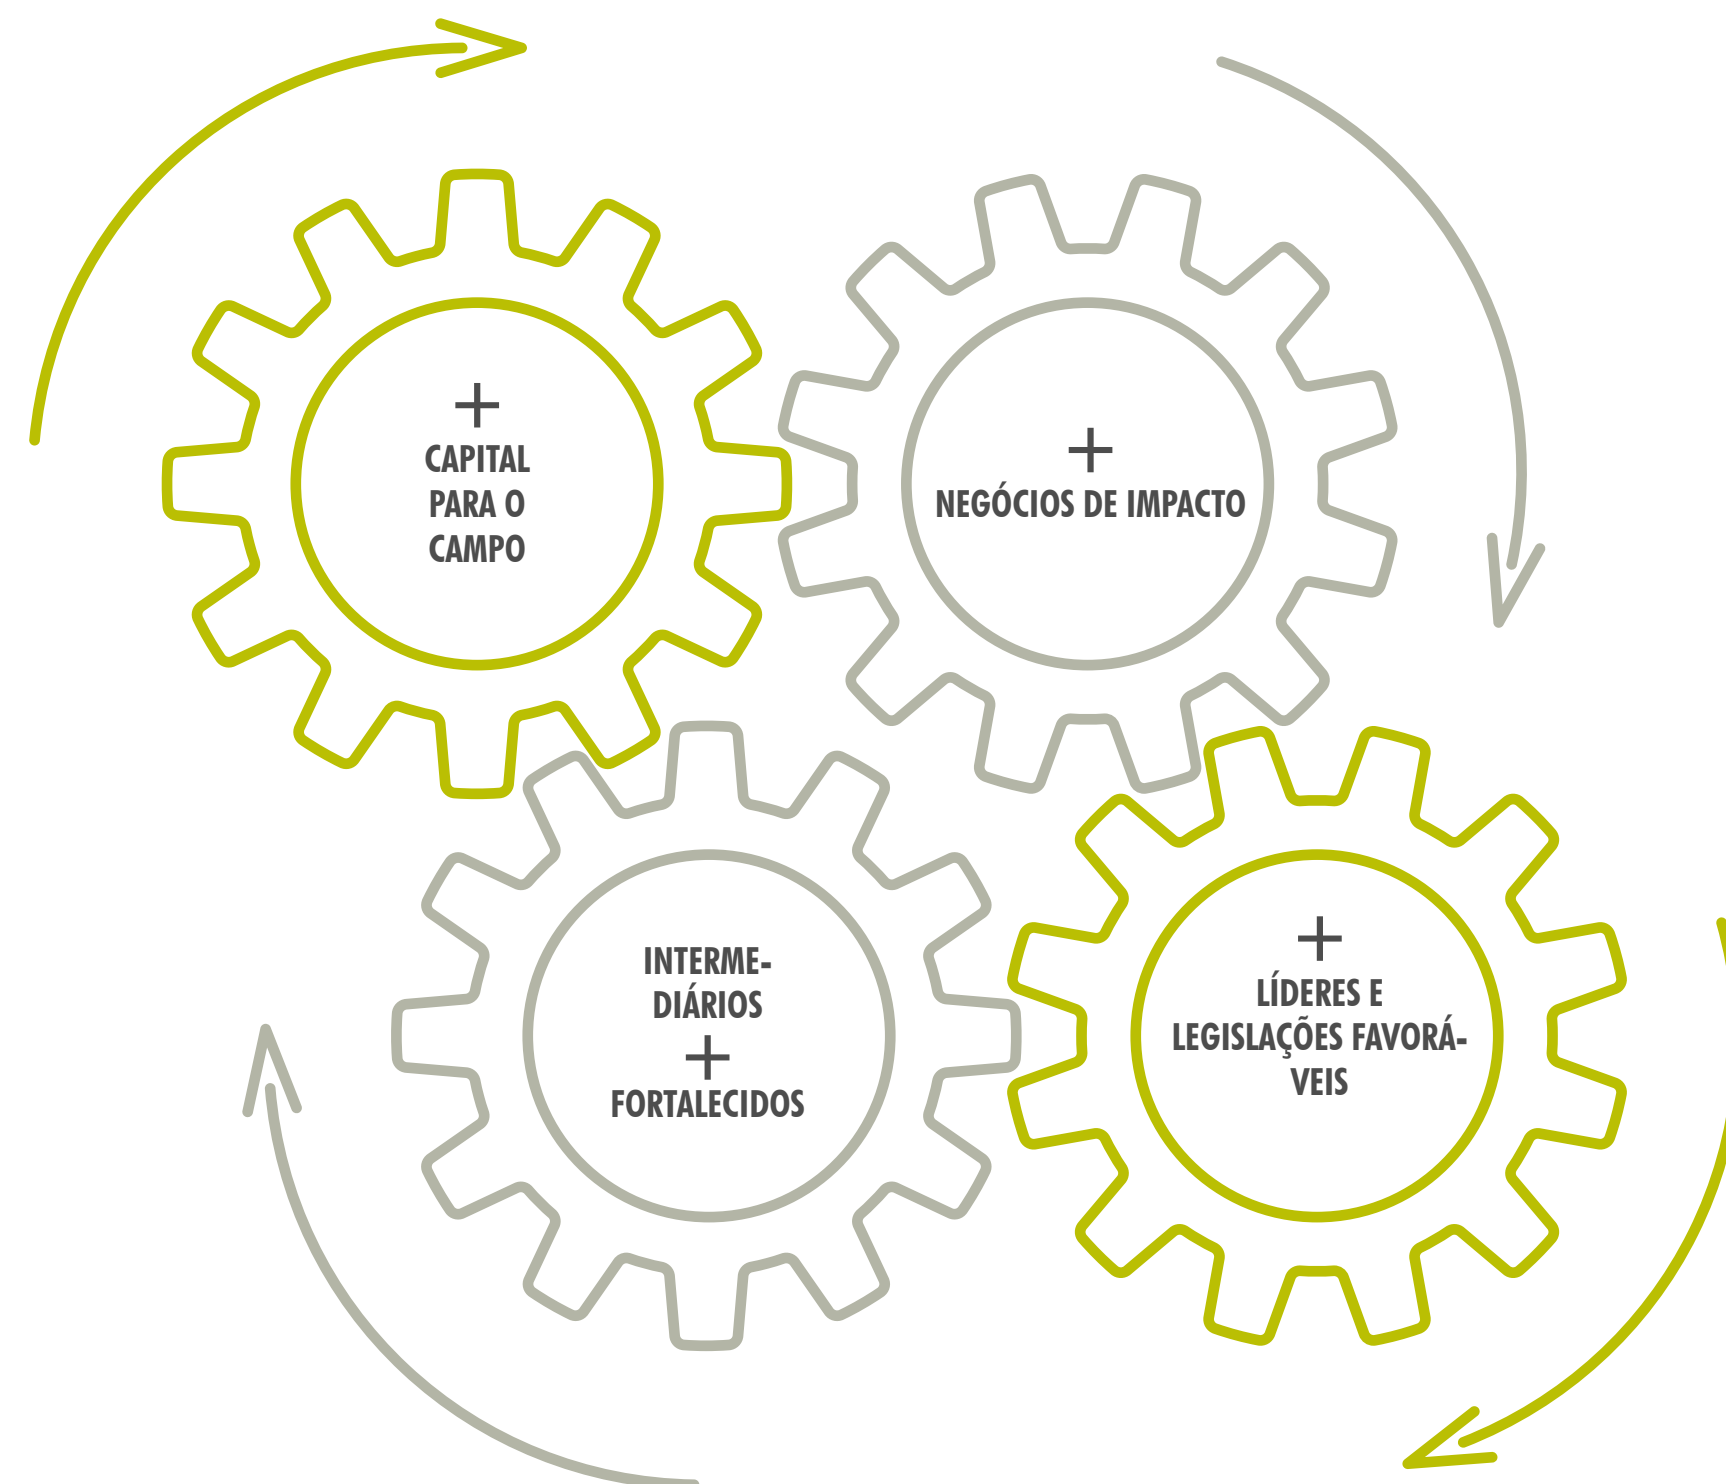 +
CAPITAL
PARA O
CAMPO
+
NEGÓCIOS DE IMPACTO
INTERME-
DIÁRIOS
+
FORTALECIDOS
+
LÍDERES E
LEGISLAÇÕES FAVORÁ-
VEIS